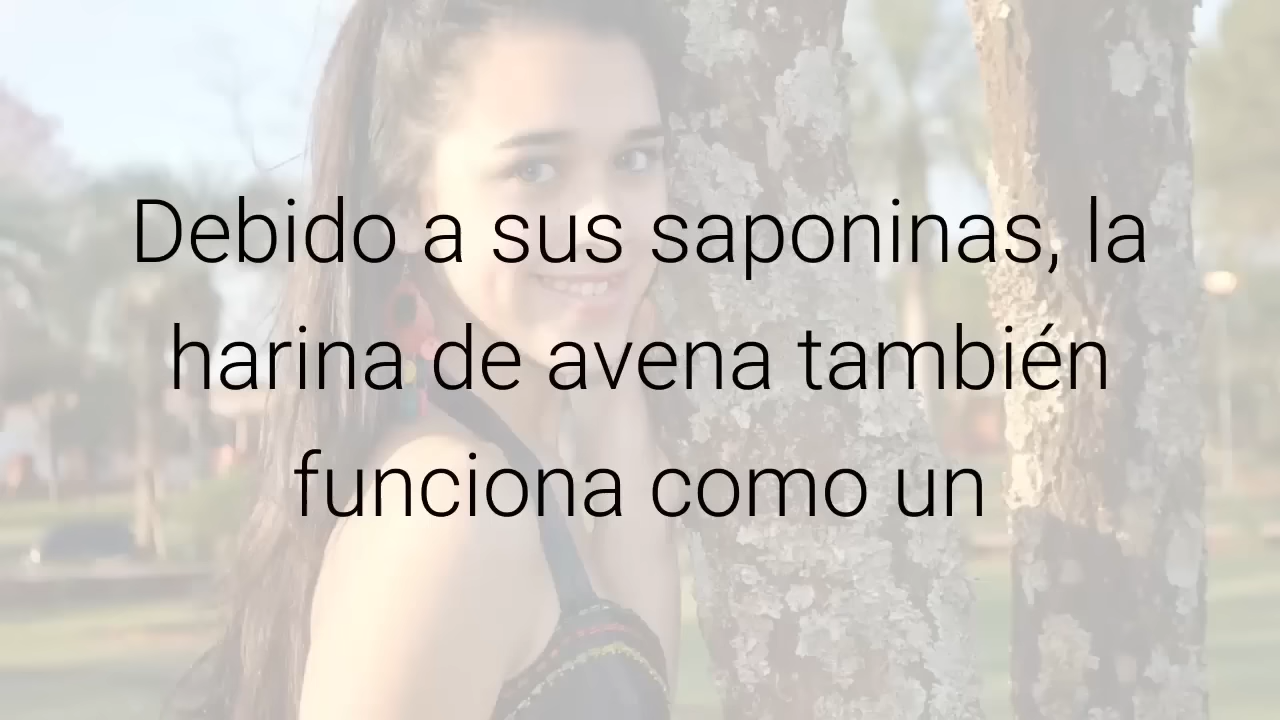 Debido a sus saponinas, la
harina de avena también
funciona como un